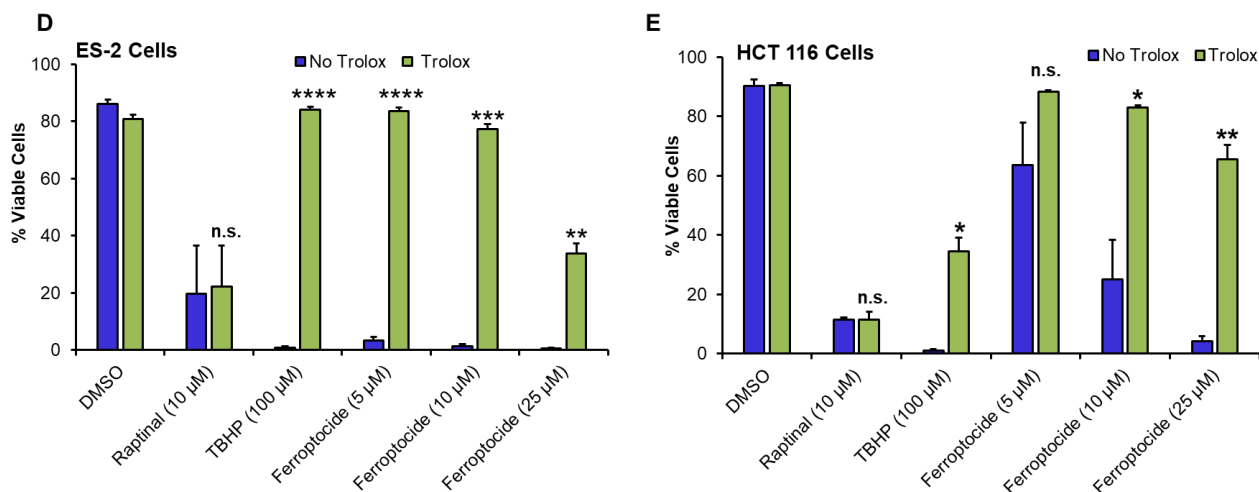 D
ES-2 Cells
No Trolox
Trolox
% Viable Cells
100
80
60
40
20
0
n.s.
****
****
***
**
DMSO
Raptinal (10 µM)
TBHP (100 µM)
Ferroptocide (5 µM)
Ferroptocide (10 µM)
Ferroptocide (25 µM)
E
HCT 116 Cells
No Trolox
Trolox
% Viable Cells
100
80
60
40
20
0
n.s.
*
n.s.
*
**
DMSO
Raptinal (10 µM)
TBHP (100 µM)
Ferroptocide (5 µM)
Ferroptocide (10 µM)
Ferroptocide (25 µM)